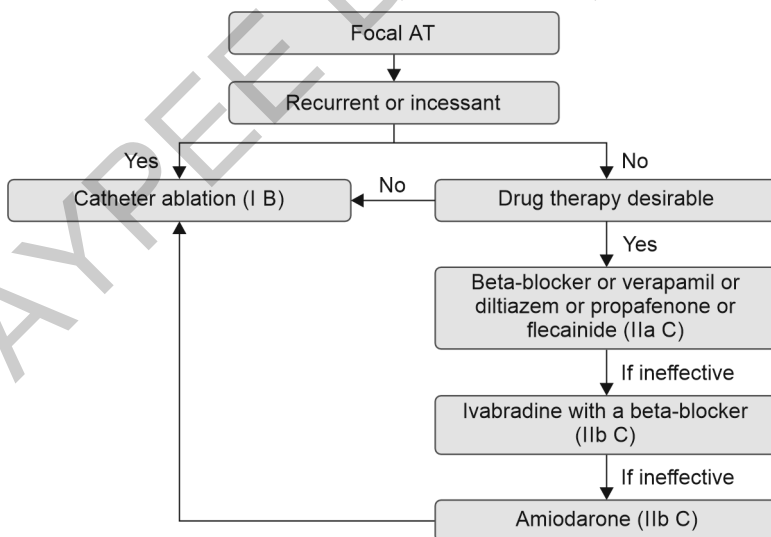 Focal AT
Recurrent or incessant
Yes
No
Catheter ablation (I B)
No
Drug therapy desirable
Yes
Beta-blocker or verapamil or
diltiazem or propafenone or
flecainide (IIa C)
If ineffective
Ivabradine with a beta-blocker
(IIb C)
If ineffective
Amiodarone (IIb C)
AYPEE